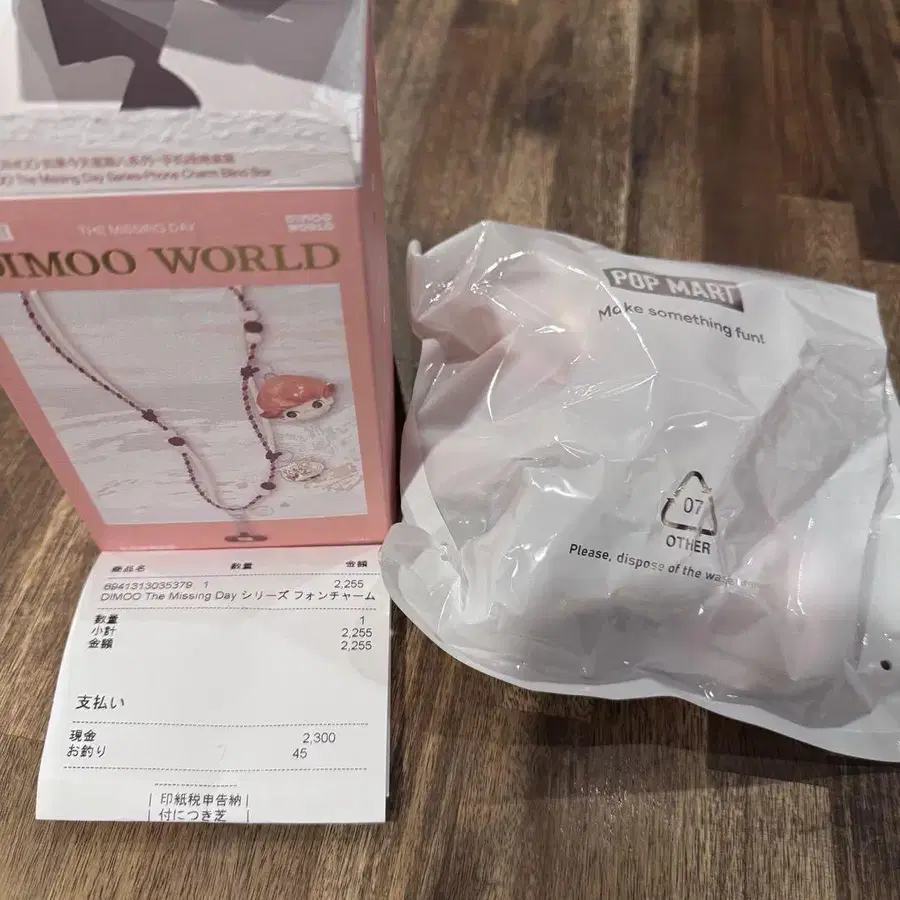 The Missing Day Series-Phone Charm Blind Box
THE MISSING DAY
DIMOO
WORLD
DIMOO WORLD
POP MART
Make something fun!
07
OTHER
Please, dispose of the
商品名 数量 金額
6941313035379 1 2,255
DIMOO The Missing Day シリーズ フォンチャーム
数量 1
小計 2,255
金額 2,255
支払い
現金 2,300
お釣り 45
印紙税申告納
付につき芝